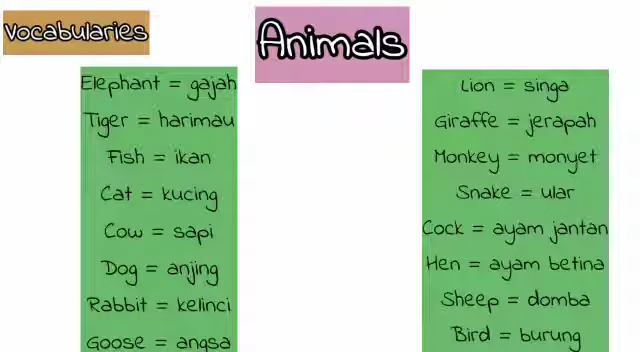 Vocabularies
Animals
Elephant = gajah
Tiger = harimau
Fish = ikan
Cat = kucing
Cow = sapi
Dog = anjing
Rabbit = kelinci
Goose = angsa
Lion = singa
Giraffe = jerapah
Monkey = monyet
Snake = ular
Cock = ayam jantan
Hen = ayam betina
Sheep = domba
Bird = burung